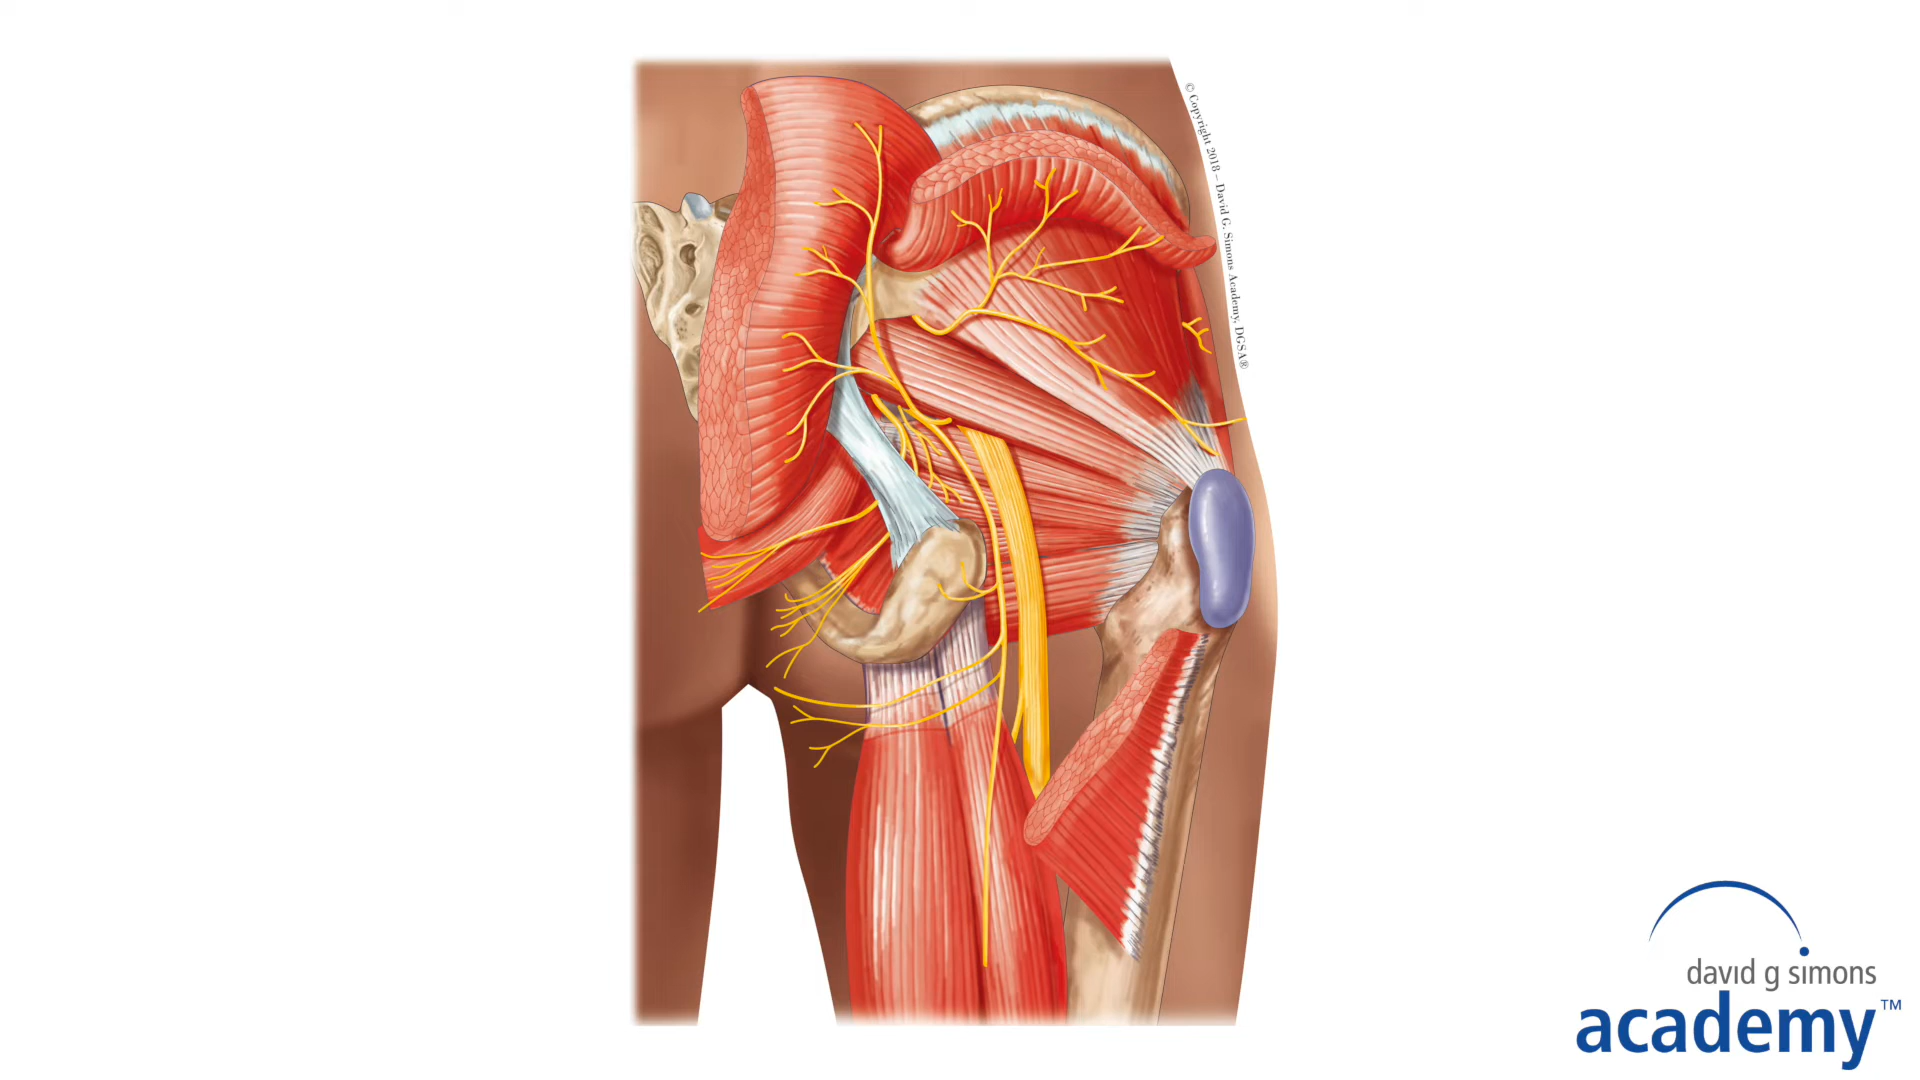 © Copyright 2018 – David G. Simons Academy, DGSA®
david g simons
academy™